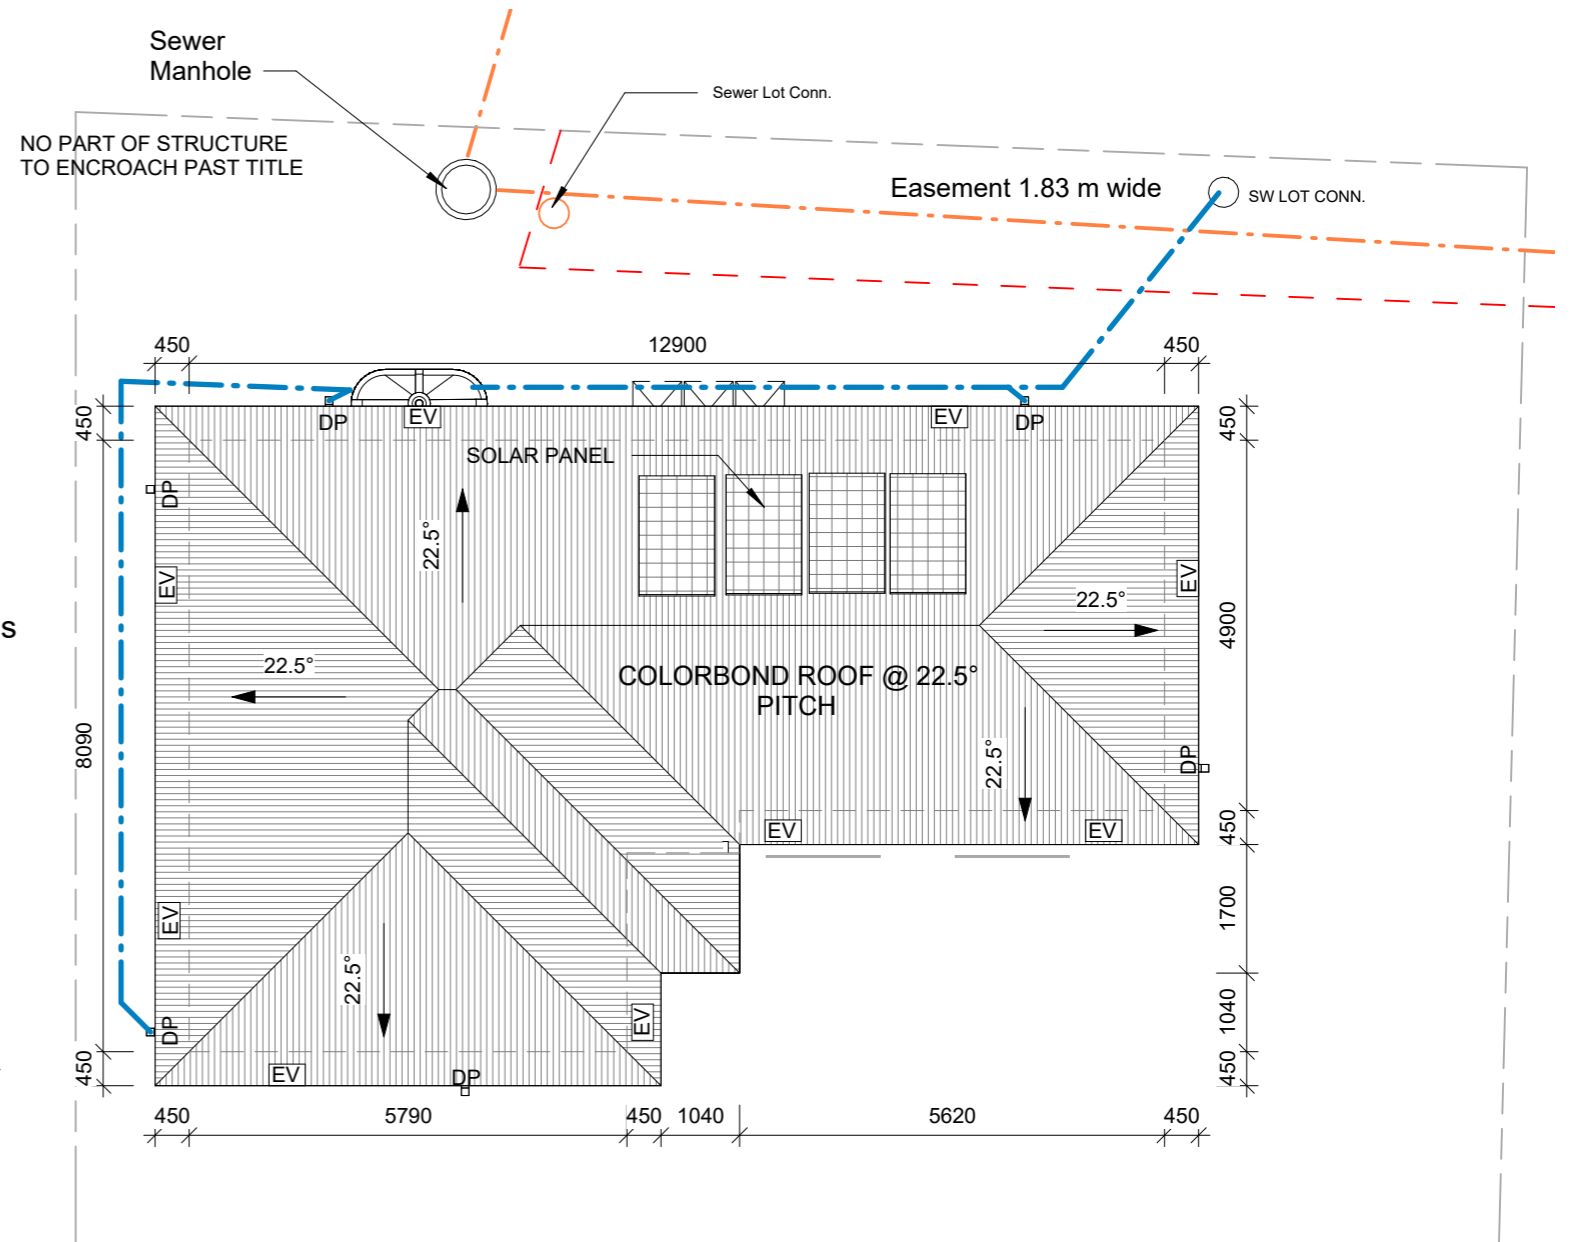 Sewer
Manhole
Sewer Lot Conn.
NO PART OF STRUCTURE
TO ENCROACH PAST TITLE
Easement 1.83 m wide
SW LOT CONN.
450
12900
450
450
DP
EV
EV
DP
450
SOLAR PANEL
DP
22.5°
EV
EV
22.5°
4900
s
22.5°
COLORBOND ROOF @ 22.5°
PITCH
8090
22.5°
DP
EV
EV
450
EV
1700
22.5°
EV
1040
DP
450
EV
DP
450
450
5790
450
1040
5620
450